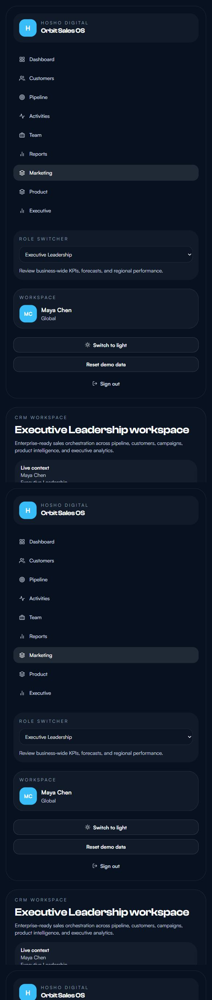 H
HOSHO DIGITAL
Orbit Sales OS
Dashboard
Customers
Pipeline
Activities
Team
Reports
Marketing
Product
Executive
ROLE SWITCHER
Executive Leadership
Review business-wide KPIs, forecasts, and regional performance.
WORKSPACE
MC
Maya Chen
Global
Switch to light
Reset demo data
Sign out
CRM WORKSPACE
Executive Leadership workspace
Enterprise-ready sales orchestration across pipeline, customers, campaigns,
product intelligence, and executive analytics.
Live context
Maya Chen
Executive Leadership
H
HOSHO DIGITAL
Orbit Sales OS
Dashboard
Customers
Pipeline
Activities
Team
Reports
Marketing
Product
Executive
ROLE SWITCHER
Executive Leadership
Review business-wide KPIs, forecasts, and regional performance.
WORKSPACE
MC
Maya Chen
Global
Switch to light
Reset demo data
Sign out
CRM WORKSPACE
Executive Leadership workspace
Enterprise-ready sales orchestration across pipeline, customers, campaigns,
product intelligence, and executive analytics.
Live context
Maya Chen
Executive Leadership
H
HOSHO DIGITAL
Orbit Sales OS